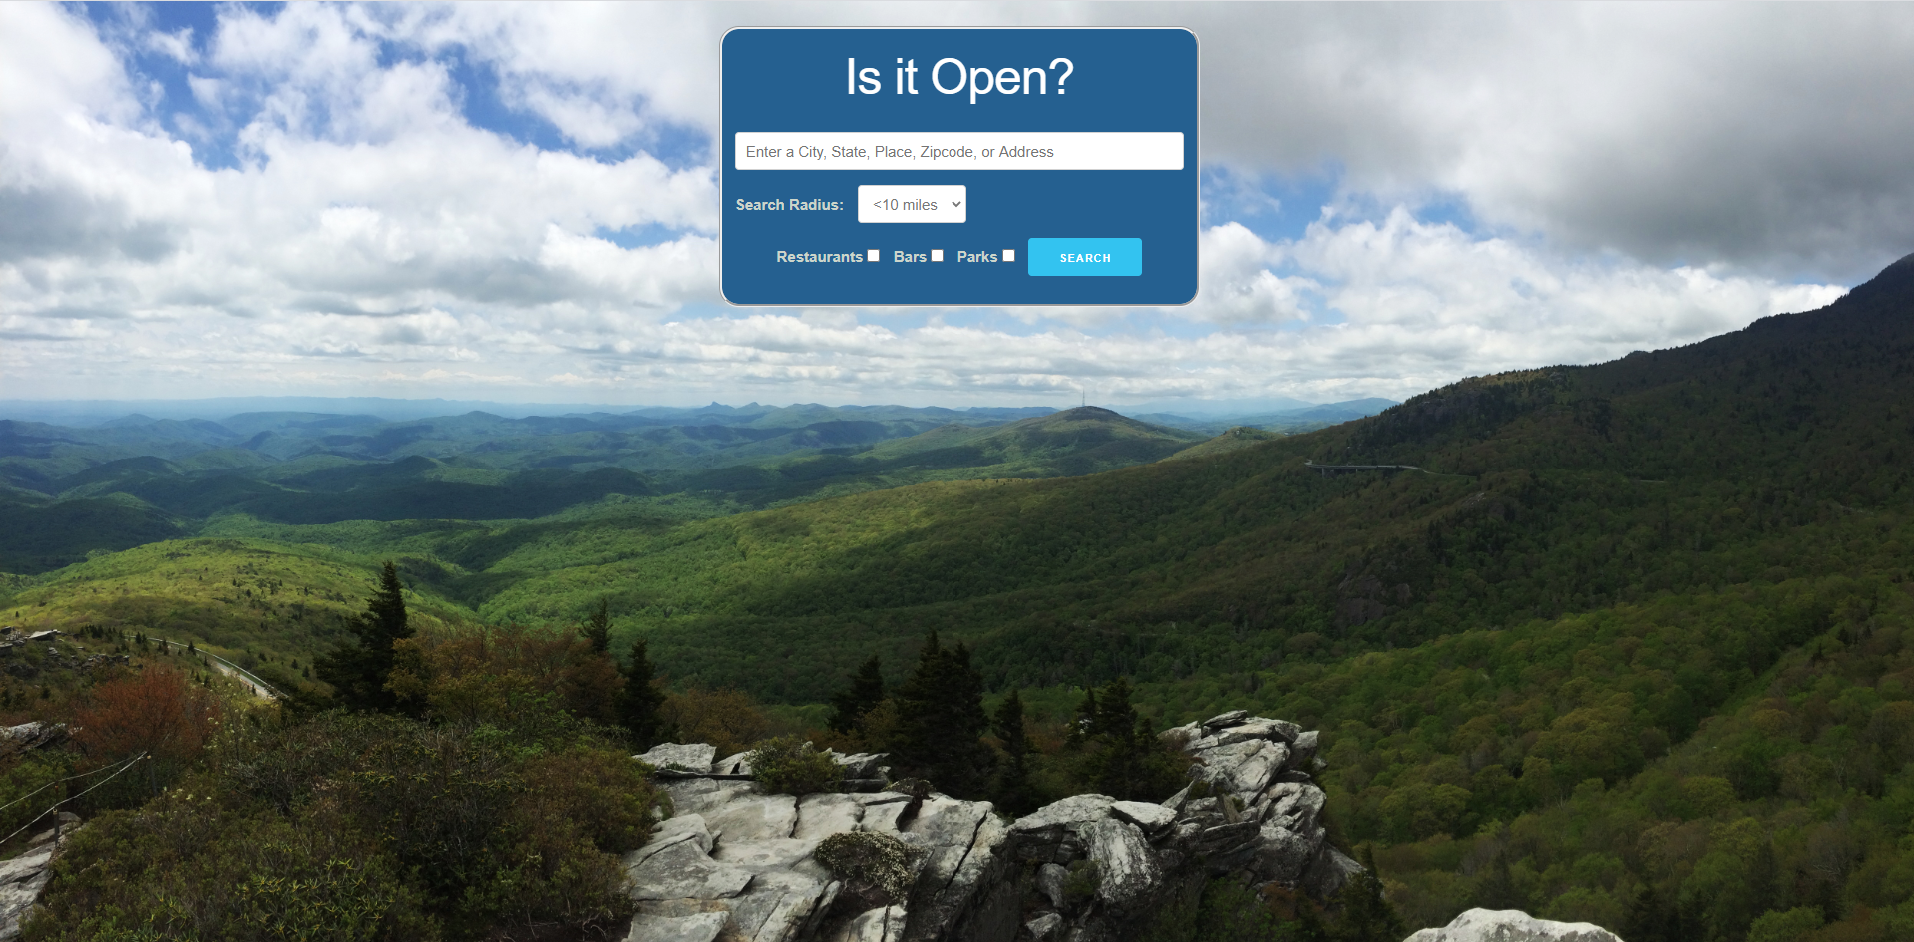 Is it Open?
Enter a City, State, Place, Zipcode, or Address
Search Radius: <10 miles
Restaurants Bars Parks SEARCH